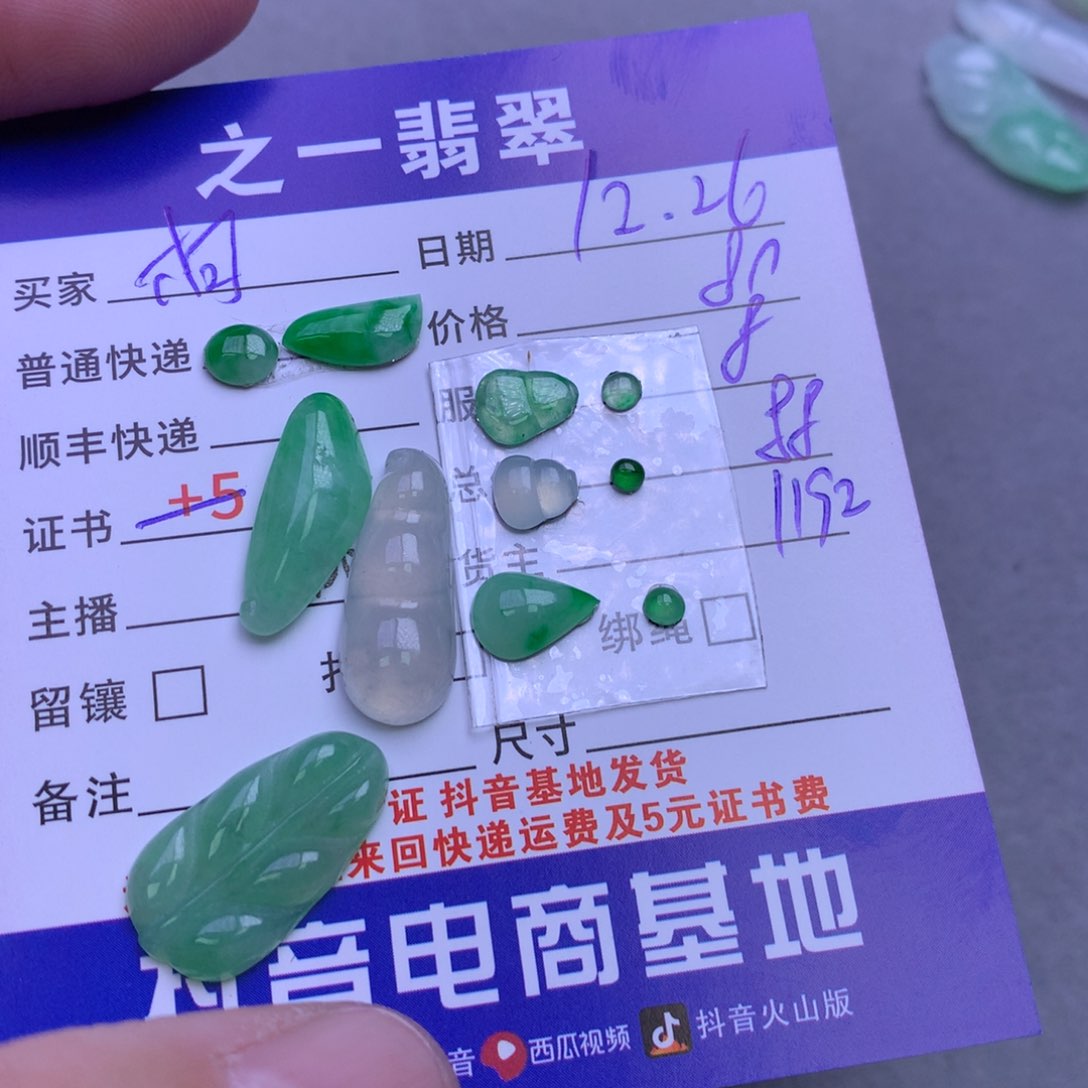 之一翡翠
买家 日期 12.26
普通快递 价格
顺丰快递 服
证书 +5 总 1192
主播 货主
留镶 绑绳
备注 尺寸
证 抖音基地发货
来回快递运费及5元证书费
抖音电商基地
音 西瓜视频 抖音火山版